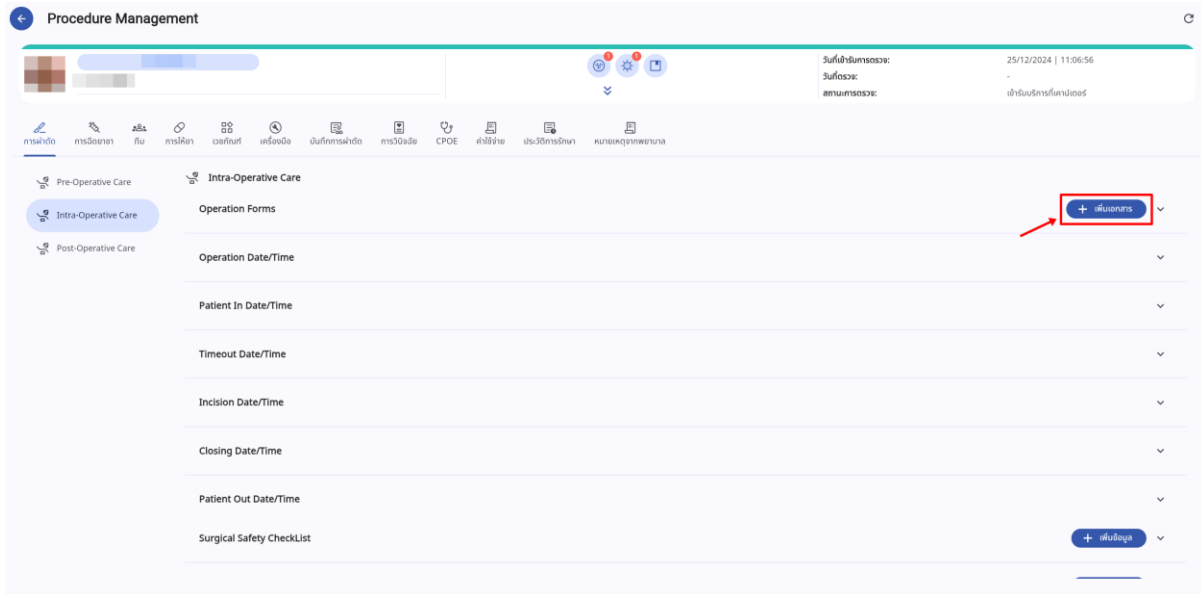 Procedure Management
1 1
วันที่เข้ารับการตรวจ: 25/12/2024 | 11:06:56
วันที่ตรวจ: -
สถานะการตรวจ: เข้ารับบริการที่เคาน์เตอร์
การผ่าตัด การฉีดยาชา ทีม การให้ยา เวชภัณฑ์ เครื่องมือ บันทึกการผ่าตัด การวินิจฉัย CPOE ค่าใช้จ่าย ประวัติการรักษา หมายเหตุจากพยาบาล
Pre-Operative Care
Intra-Operative Care
Post-Operative Care
Intra-Operative Care
Operation Forms + เพิ่มเอกสาร
Operation Date/Time
Patient In Date/Time
Timeout Date/Time
Incision Date/Time
Closing Date/Time
Patient Out Date/Time
Surgical Safety CheckList + เพิ่มข้อมูล